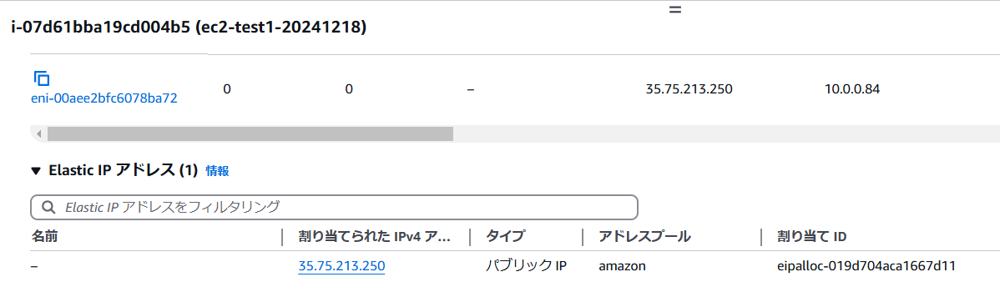 i-07d61bba19cd004b5 (ec2-test1-20241218)
eni-00aee2bfc6078ba72 0 0 – 35.75.213.250 10.0.0.84
Elastic IP アドレス (1) 情報
Elastic IP アドレスをフィルタリング
名前 割り当てられた IPv4 ア... タイプ アドレスプール 割り当て ID
– 35.75.213.250 パブリック IP amazon eipalloc-019d704aca1667d11